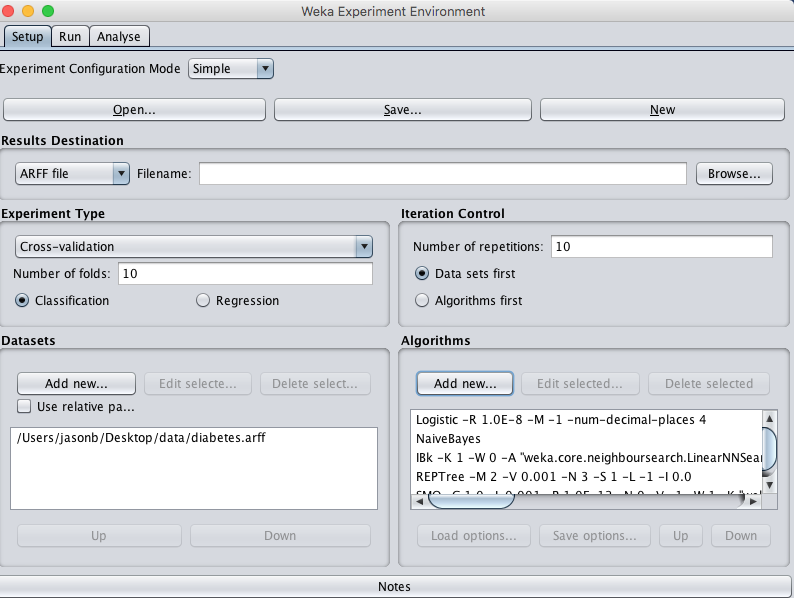 Weka Experiment Environment
Setup Run Analyse
Experiment Configuration Mode Simple
Open... Save... New
Results Destination
ARFF file Filename: Browse...
Experiment Type
Cross-validation
Number of folds: 10
Classification Regression
Iteration Control
Number of repetitions: 10
Data sets first
Algorithms first
Datasets
Add new... Edit selecte... Delete select...
Use relative pa...
/Users/jasonb/Desktop/data/diabetes.arff
Up Down
Algorithms
Add new... Edit selected... Delete selected
Logistic -R 1.0E-8 -M -1 -num-decimal-places 4
NaiveBayes
IBk -K 1 -W 0 -A "weka.core.neighboursearch.LinearNNSear
REPTree -M 2 -V 0.001 -N 3 -S 1 -L -1 -I 0.0
Load options... Save options... Up Down
Notes